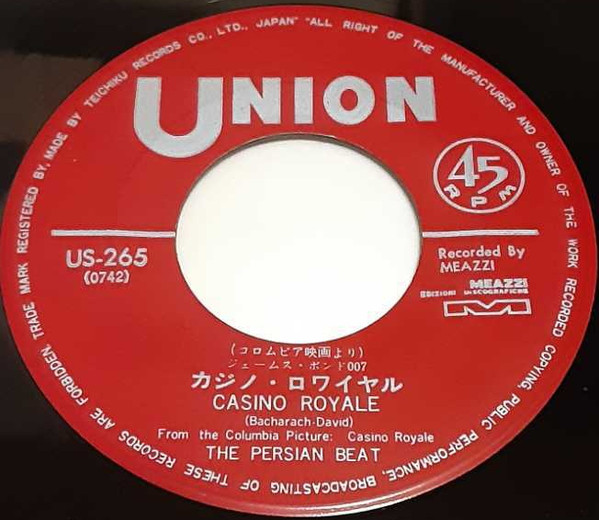 TRADE MARK REGISTERED BY, MADE BY TEICHIKU RECORDS CO., LTD., JAPAN" "ALL RIGHT OF THE MANUFACTURER AND OWNER OF THE WORK RECORDED COPYING, PUBLIC PERFORMANCE, BROADCASTING OF THESE RECORDS ARE FORBIDDEN,
UNION
45
RPM
US-265
(0742)
Recorded By
MEAZZI
MEAZZI
EDIZIONI DISCOGRAFICHE
M
(コロムビア映画より)
ジェームス・ボンド007
カジノ・ロワイヤル
CASINO ROYALE
(Bacharach-David)
From the Columbia Picture: Casino Royale
THE PERSIAN BEAT